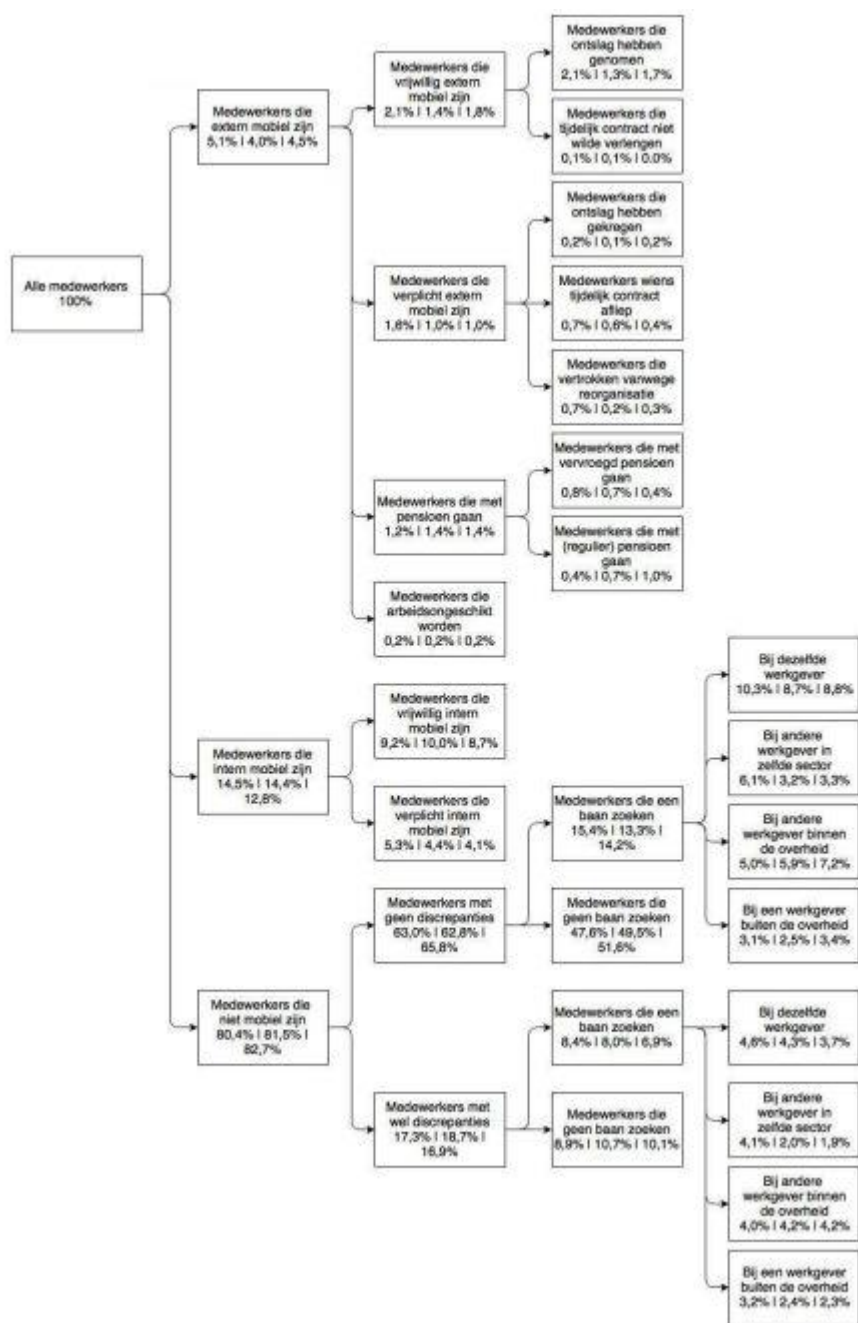 Alle medewerkers
100%
Medewerkers die
extern mobiel zijn
5,1% | 4,0% | 4,5%
Medewerkers die
vrijwillig extern
mobiel zijn
2,1% | 1,4% | 1,8%
Medewerkers die
ontslag hebben
genomen
2,1% | 1,3% | 1,7%
Medewerkers die
tijdelijk contract niet
wilde verlengen
0,1% | 0,1% | 0.0%
Medewerkers die
verplicht extern
mobiel zijn
1,6% | 1,0% | 1,0%
Medewerkers die
ontslag hebben
gekregen
0,2% | 0,1% | 0,2%
Medewerkers wiens
tijdelijk contract
afliep
0,7% | 0,6% | 0,4%
Medewerkers die
vertrokken vanwege
reorganisatie
0,7% | 0,2% | 0,3%
Medewerkers die met
pensioen gaan
1,2% | 1,4% | 1,4%
Medewerkers die met
vervroegd pensioen
gaan
0,8% | 0,7% | 0,4%
Medewerkers die met
(regulier) pensioen
gaan
0,4% | 0,7% | 1,0%
Medewerkers die
arbeidsongeschikt
worden
0,2% | 0,2% | 0,2%
Medewerkers die
intern mobiel zijn
14,5% | 14,4% |
12,8%
Medewerkers die
vrijwillig intern
mobiel zijn
9,2% | 10,0% | 8,7%
Medewerkers die
verplicht intern
mobiel zijn
5,3% | 4,4% | 4,1%
Medewerkers die
niet mobiel zijn
80,4% | 81,5% |
82,7%
Medewerkers met
geen discrepanties
63,0% | 62,8% |
65,8%
Medewerkers die een
baan zoeken
15,4% | 13,3% |
14,2%
Bij dezelfde
werkgever
10,3% | 8,7% | 8,8%
Bij andere
werkgever in
zelfde sector
6,1% | 3,2% | 3,3%
Bij andere
werkgever binnen
de overheid
5,0% | 5,9% | 7,2%
Bij een werkgever
buiten de overheid
3,1% | 2,5% | 3,4%
Medewerkers die
geen baan zoeken
47,6% | 49,5% |
51,6%
Medewerkers met
wel discrepanties
17,3% | 18,7% |
16,9%
Medewerkers die een
baan zoeken
8,4% | 8,0% | 6,9%
Bij dezelfde
werkgever
4,6% | 4,3% | 3,7%
Bij andere
werkgever in
zelfde sector
4,1% | 2,0% | 1,9%
Bij andere
werkgever binnen
de overheid
4,0% | 4,2% | 4,2%
Bij een werkgever
buiten de overheid
3,2% | 2,4% | 2,3%
Medewerkers die
geen baan zoeken
8,9% | 10,7% | 10,1%